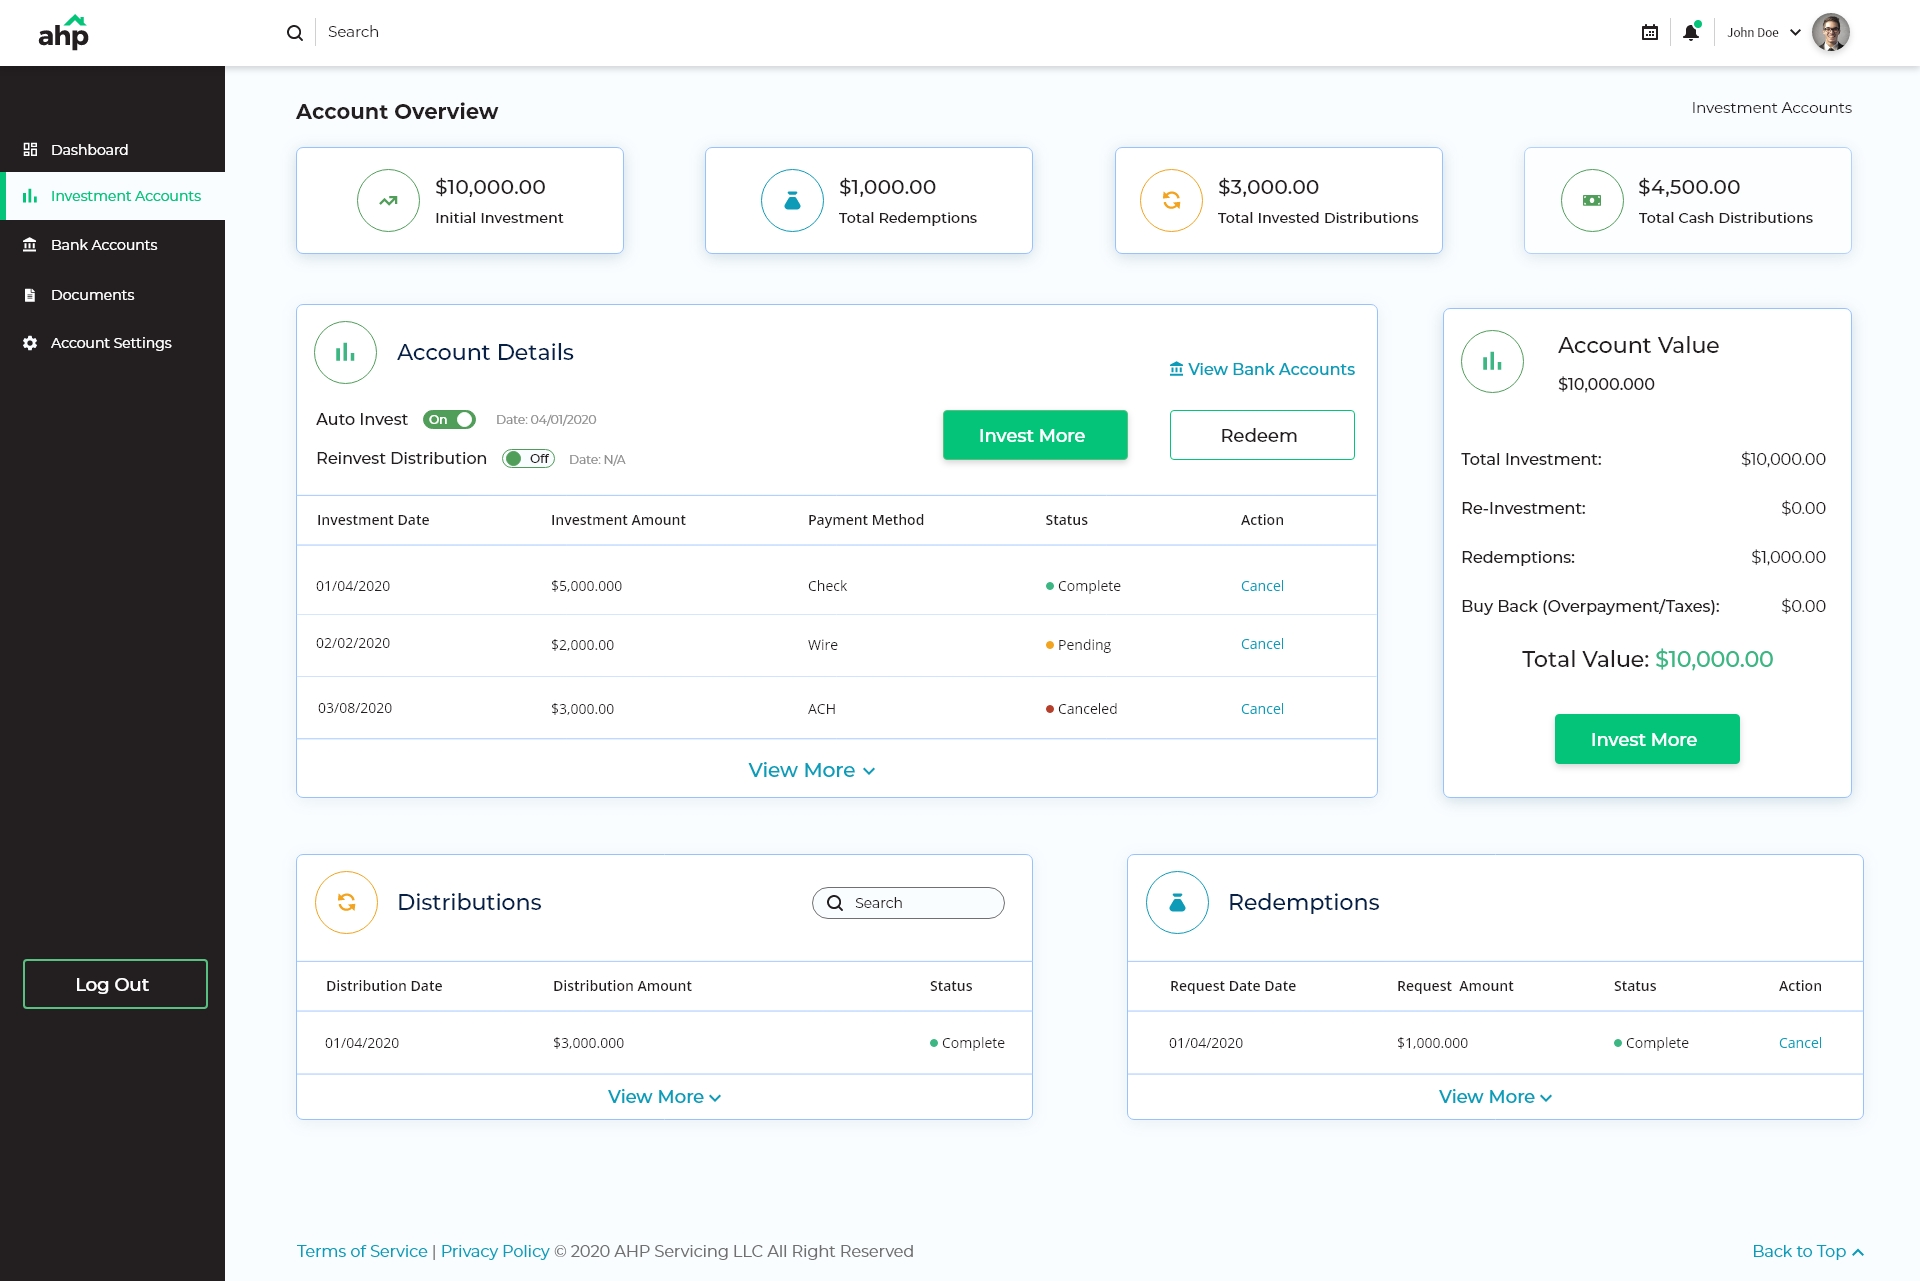 ahp
Search
John Doe
Account Overview
Investment Accounts
Dashboard
Investment Accounts
Bank Accounts
Documents
Account Settings
Log Out
$10,000.00
Initial Investment
$1,000.00
Total Redemptions
$3,000.00
Total Invested Distributions
$4,500.00
Total Cash Distributions
Account Details
View Bank Accounts
Auto Invest On Date: 04/01/2020
Reinvest Distribution Off Date: N/A
Invest More
Redeem
Investment Date Investment Amount Payment Method Status Action
01/04/2020 $5,000.000 Check Complete Cancel
02/02/2020 $2,000.00 Wire Pending Cancel
03/08/2020 $3,000.00 ACH Canceled Cancel
View More
Account Value
$10,000.000
Total Investment: $10,000.00
Re-Investment: $0.00
Redemptions: $1,000.00
Buy Back (Overpayment/Taxes): $0.00
Total Value: $10,000.00
Invest More
Distributions
Search
Distribution Date Distribution Amount Status
01/04/2020 $3,000.000 Complete
View More
Redemptions
Request Date Date Request Amount Status Action
01/04/2020 $1,000.000 Complete Cancel
View More
Terms of Service | Privacy Policy © 2020 AHP Servicing LLC All Right Reserved
Back to Top